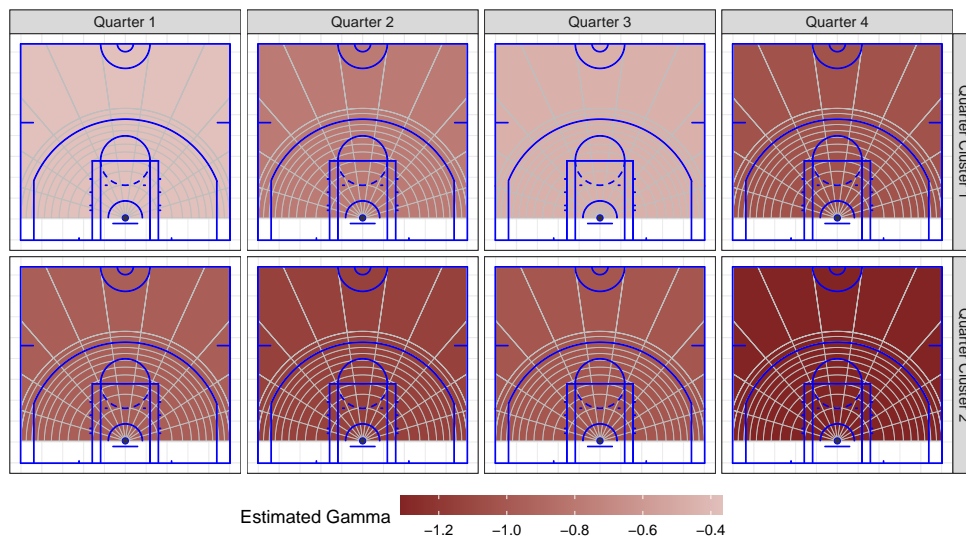 Quarter 1
Quarter 2
Quarter 3
Quarter 4
Quarter Cluster 1
Quarter Cluster 2
Estimated Gamma
−1.2
−1.0
−0.8
−0.6
−0.4